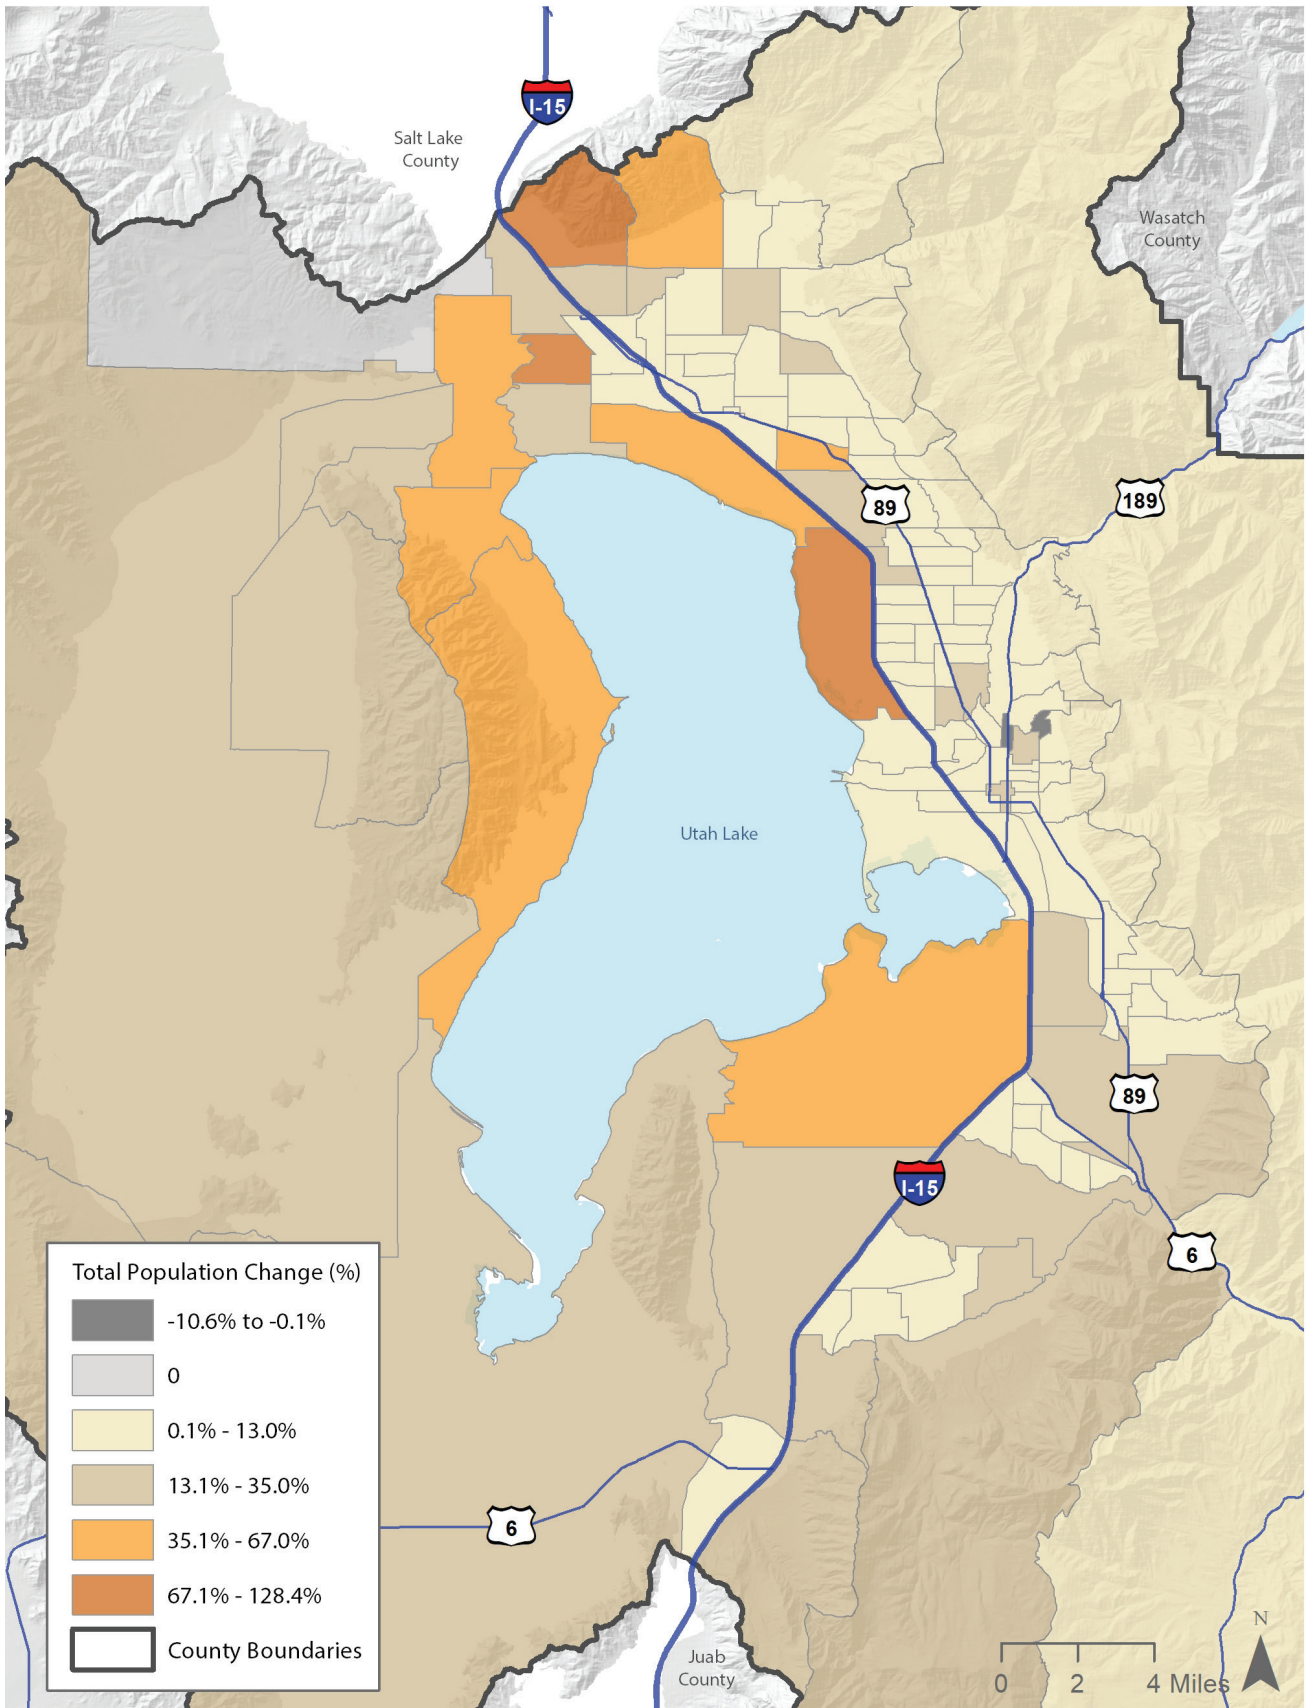 I-15
Salt Lake
County
Wasatch
County
89
189
Utah Lake
89
I-15
6
Total Population Change (%)
-10.6% to -0.1%
0
0.1% - 13.0%
13.1% - 35.0%
35.1% - 67.0%
67.1% - 128.4%
County Boundaries
6
Juab
County
N
0 2 4 Miles